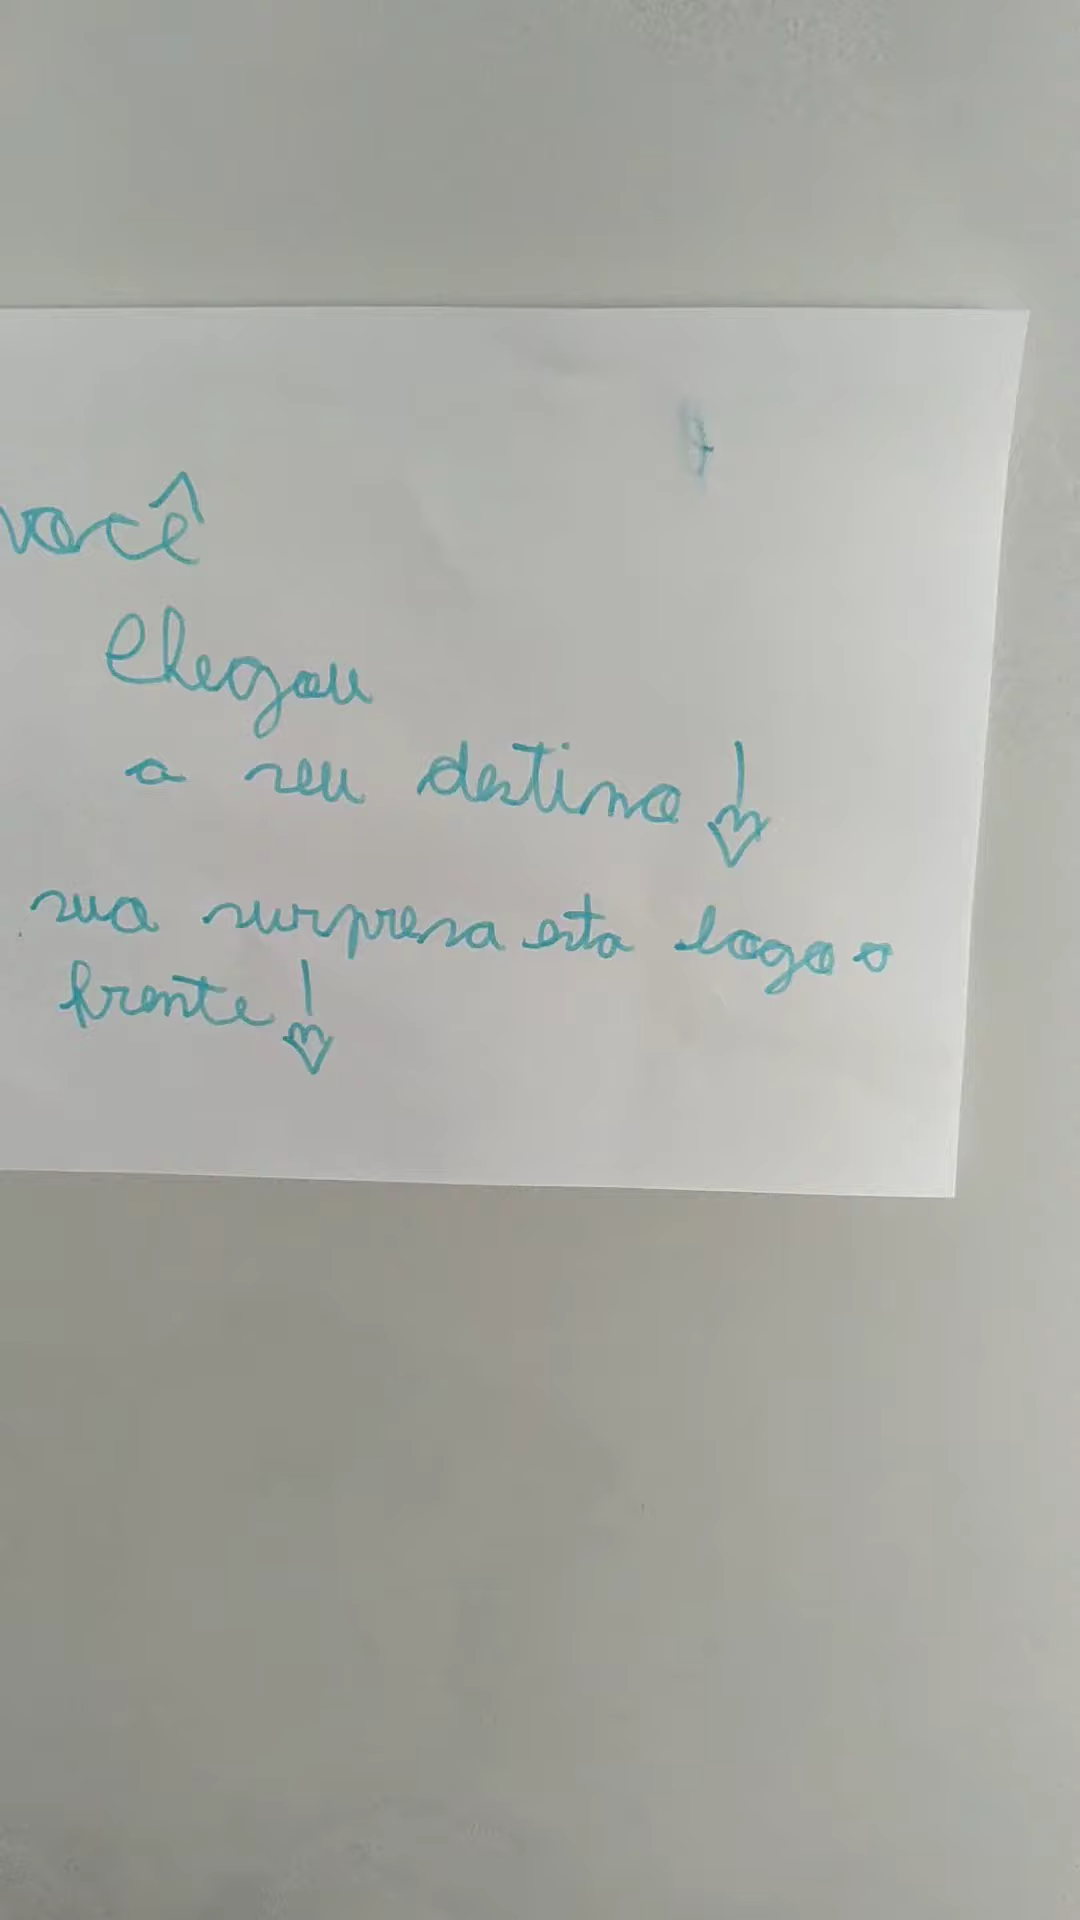 você
Chegou
a seu destino!
sua surpresa esta logo a
frente!